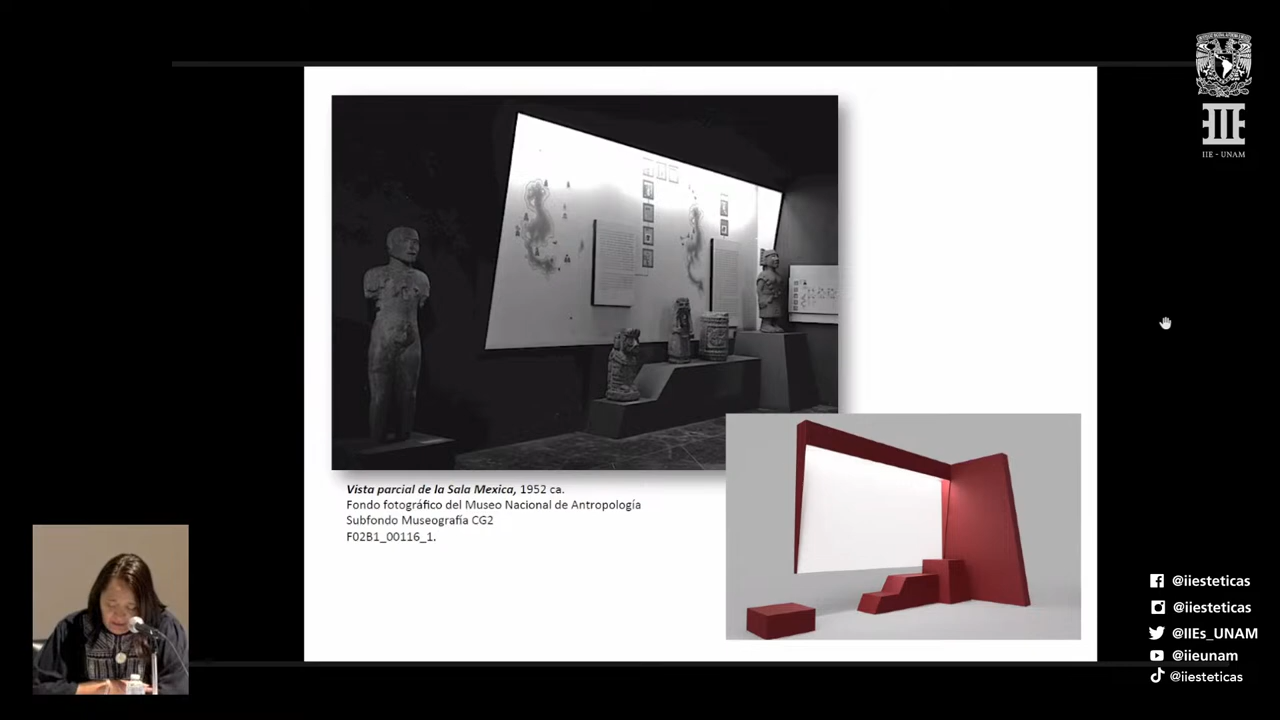 IIE - UNAM
Vista parcial de la Sala Mexica, 1952 ca.
Fondo fotográfico del Museo Nacional de Antropología
Subfondo Museografía CG2
F02B1_00116_1.
@iiesteticas
@iiesteticas
@IIEs_UNAM
@iieunam
@iiesteticas